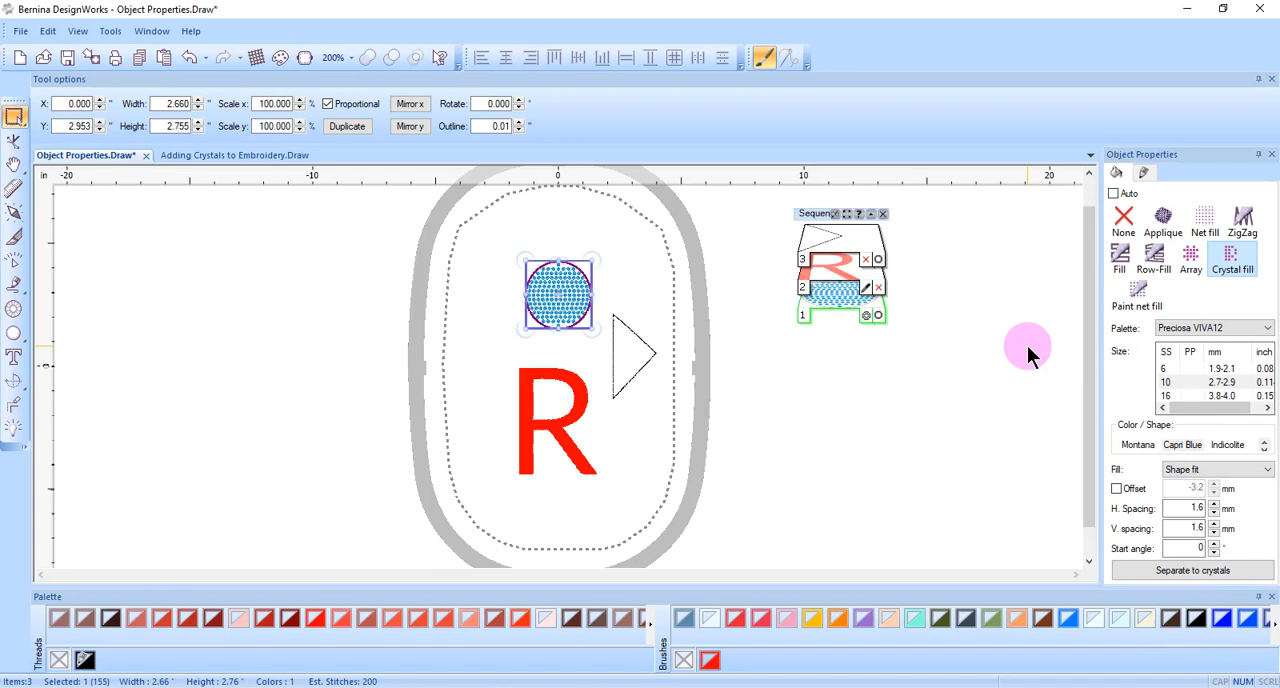 Bernina DesignWorks - Object Properties.Draw*
File Edit View Tools Window Help
200%
Tool options
X: 0.000 " Width: 2.660 " Scale x: 100.000 % Proportional Mirror x Rotate: 0.000 °
Y: 2.953 " Height: 2.755 " Scale y: 100.000 % Duplicate Mirror y Outline: 0.01 "
Object Properties.Draw* Adding Crystals to Embroidery.Draw
Object Properties
in -20 -10 0 10 20
Auto
None Applique Net fill ZigZag
Fill Row-Fill Array Crystal fill
Paint net fill
Palette: Preciosa VIVA12
Size: SS PP mm inch
6 1.9-2.1 0.08
10 2.7-2.9 0.11
16 3.8-4.0 0.15
Color / Shape:
Montana Capri Blue Indicolite
Fill: Shape fit
Offset -3.2 mm
H. Spacing: 1.6 mm
V. spacing: 1.6 mm
Start angle: 0 °
Separate to crystals
Sequen
3
2
1
R
Palette
Threads
Brushes
Items:3 Selected: 1 (155) Width : 2.66 " Height : 2.76 " Colors : 1 Est. Stitches: 200 CAP NUM SCRL